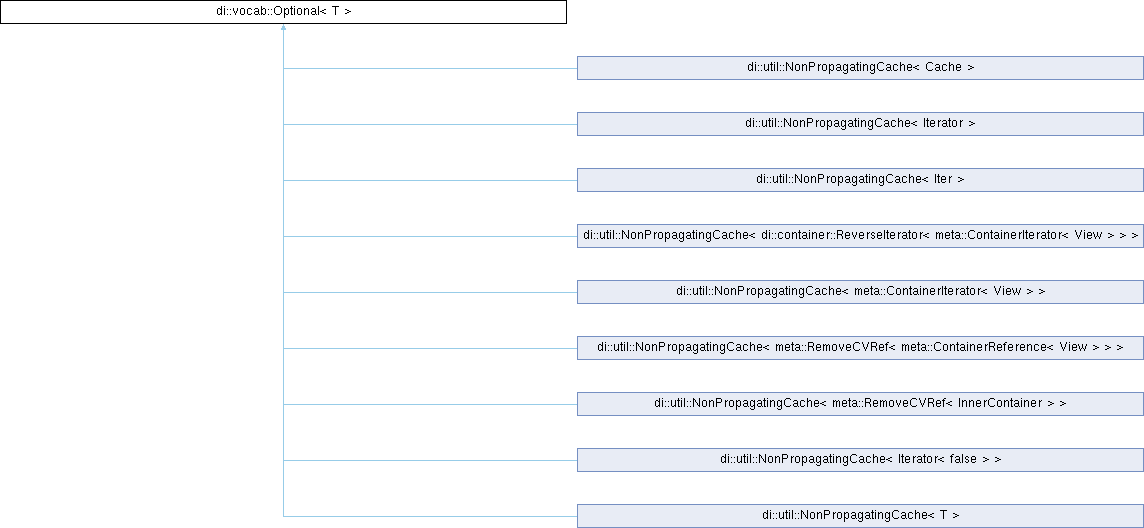 di::vocab::Optional< T >
di::util::NonPropagatingCache< Cache >
di::util::NonPropagatingCache< Iterator >
di::util::NonPropagatingCache< Iter >
di::util::NonPropagatingCache< di::container::ReverseIterator< meta::ContainerIterator< View > > >
di::util::NonPropagatingCache< meta::ContainerIterator< View > >
di::util::NonPropagatingCache< meta::RemoveCVRef< meta::ContainerReference< View > > >
di::util::NonPropagatingCache< meta::RemoveCVRef< InnerContainer > >
di::util::NonPropagatingCache< Iterator< false > >
di::util::NonPropagatingCache< T >